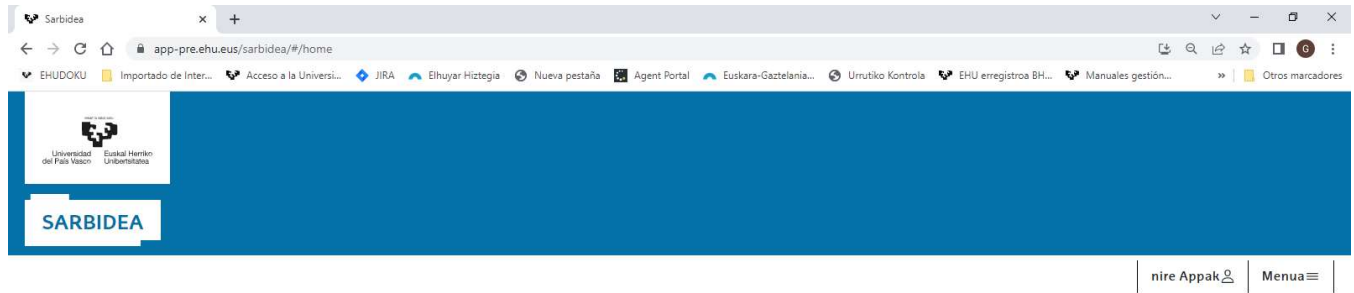 Sarbidea
app-pre.ehu.eus/sarbidea/#/home
G
EHUDOKU Importado de Inter... Acceso a la Universi... JIRA Elhuyar Hiztegia Nueva pestaña Agent Portal Euskara-Gaztelania... Urrutiko Kontrola EHU erregistroa BH... Manuales gestión... » Otros marcadores
Universidad del País Vasco
Euskal Herriko Unibertsitatea
SARBIDEA
nire Appak Menua